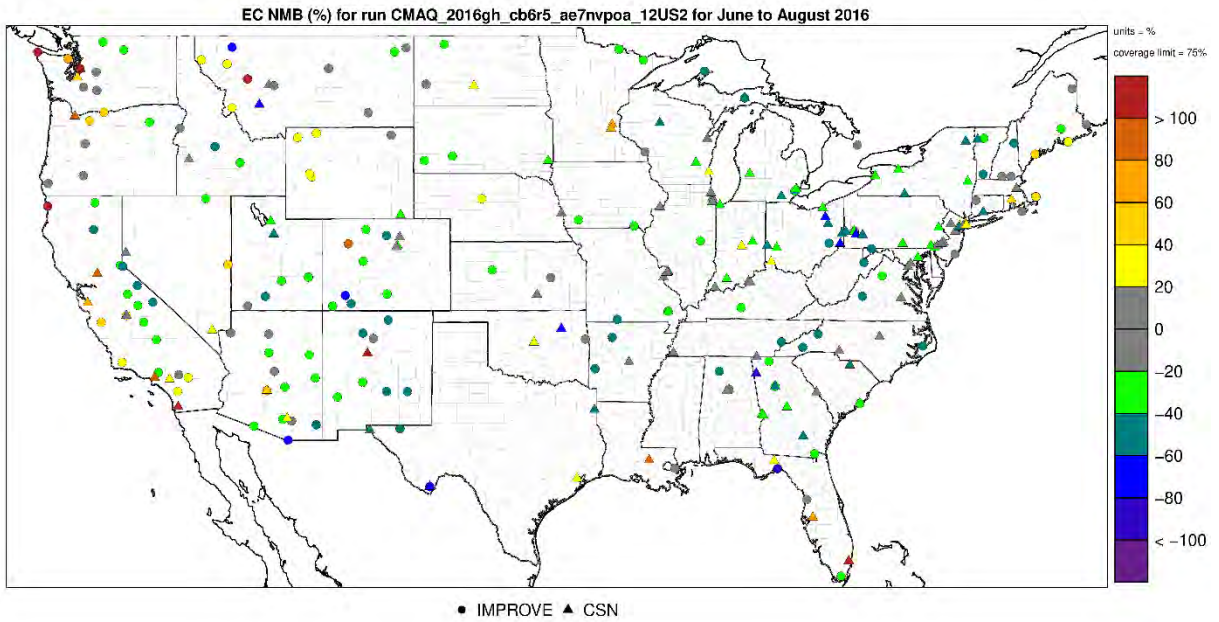 EC NMB (%) for run CMAQ_2016gh_cb6r5_ae7nvpoa_12US2 for June to August 2016
units = %
coverage limit = 75%
> 100
80
60
40
20
0
−20
−40
−60
−80
< −100
● IMPROVE ▲ CSN